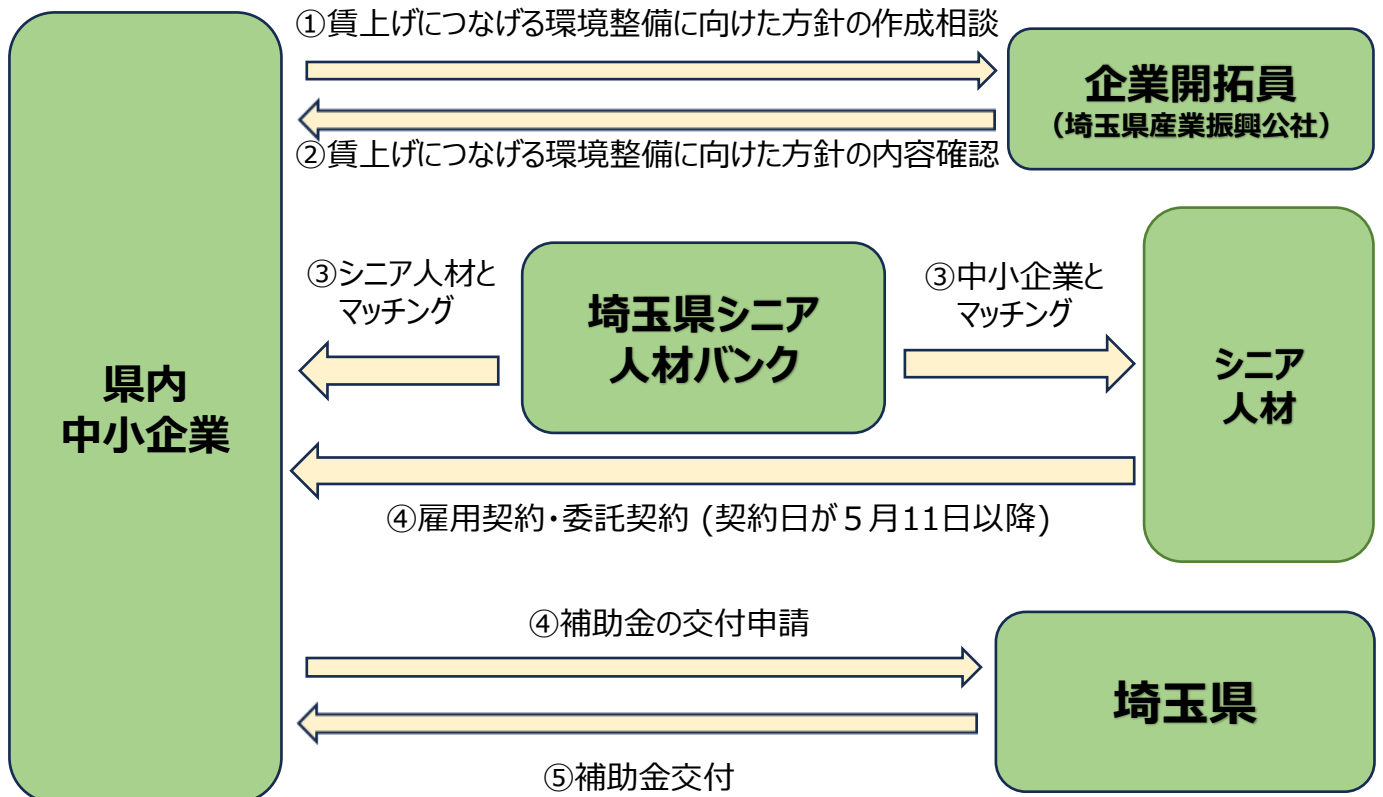 ①賃上げにつなげる環境整備に向けた方針の作成相談
企業開拓員
（埼玉県産業振興公社）
②賃上げにつなげる環境整備に向けた方針の内容確認
③シニア人材と
マッチング
埼玉県シニア
人材バンク
③中小企業と
マッチング
シニア
人材
県内
中小企業
④雇用契約・委託契約 (契約日が５月11日以降)
④補助金の交付申請
埼玉県
⑤補助金交付